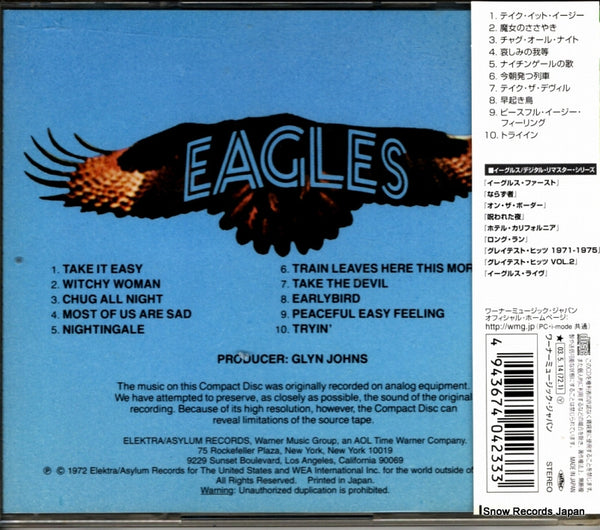 EAGLES
1. TAKE IT EASY
2. WITCHY WOMAN
3. CHUG ALL NIGHT
4. MOST OF US ARE SAD
5. NIGHTINGALE
6. TRAIN LEAVES HERE THIS MOR
7. TAKE THE DEVIL
8. EARLYBIRD
9. PEACEFUL EASY FEELING
10. TRYIN'
PRODUCER: GLYN JOHNS
The music on this Compact Disc was originally recorded on analog equipment.
We have attempted to preserve, as closely as possible, the sound of the original
recording. Because of its high resolution, however, the Compact Disc can
reveal limitations of the source tape.
ELEKTRA/ASYLUM RECORDS, Warner Music Group, an AOL Time Warner Company.
75 Rockefeller Plaza, New York, New York 10019
9229 Sunset Boulevard, Los Angeles, California 90069
℗ © 1972 Elektra/Asylum Records for The United States and WEA International Inc. for the world outside of
All Rights Reserved. Printed in Japan.
Warning: Unauthorized duplication is prohibited.
1. テイク・イット・イージー
2. 魔女のささやき
3. チャグ・オール・ナイト
4. 哀しみの我等
5. ナイチンゲールの歌
6. 今朝発つ列車
7. テイク・ザ・デヴィル
8. 早起き鳥
9. ピースフル・イージー・
フィーリング
10. トライイン
■イーグルス/デジタル・リマスター・シリーズ
「イーグルス・ファースト」
「ならず者」
「オン・ザ・ボーダー」
「呪われた夜」
「ホテル・カリフォルニア」
「ロング・ラン」
「グレイテスト・ヒッツ 1971-1975」
「グレイテスト・ヒッツ VOL.2」
「イーグルス・ライヴ」
ワーナーミュージック・ジャパン
オフィシャル・ホームページ:
http://wmg.jp (PC・i-mode 共通)
MADE IN JAPAN
ワーナーミュージック・ジャパン
STEREO
4 943674 042333
Snow Records Japan